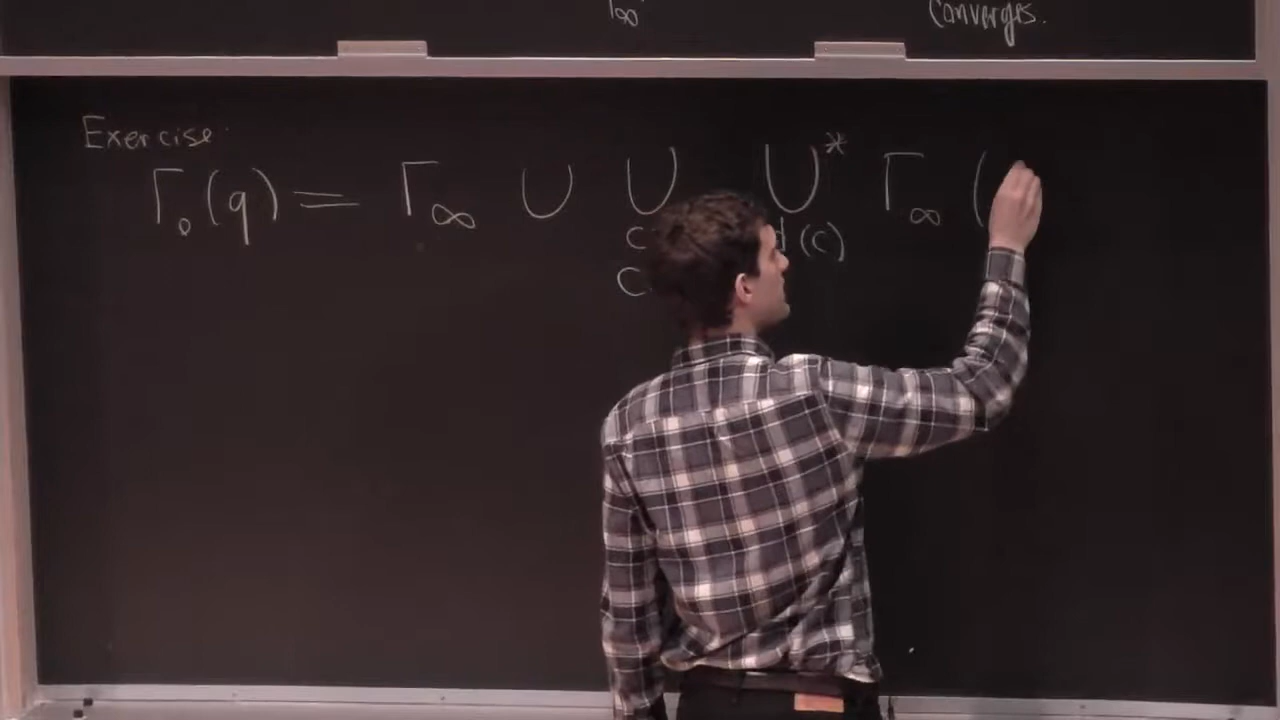 Γ∞ converges.
Exercise:
Γ₀(q) = Γ∞ ∪ ∪ ∪* Γ∞ (
c d (c)
c